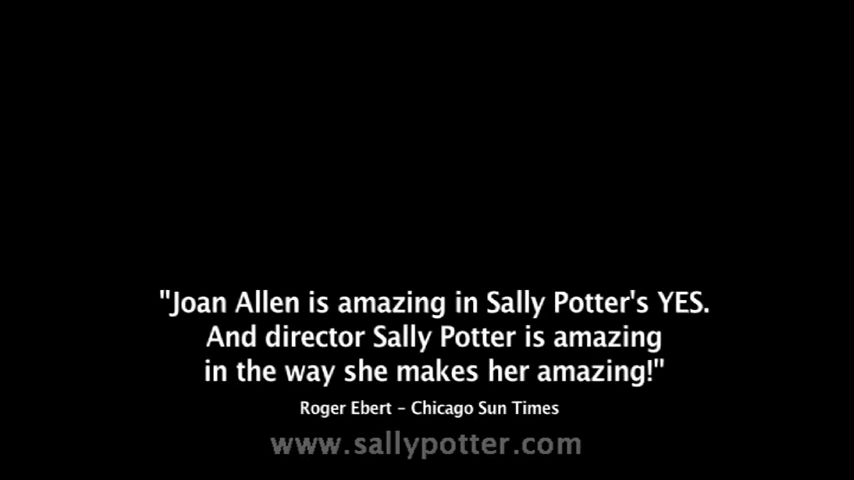 "Joan Allen is amazing in Sally Potter's YES.
And director Sally Potter is amazing
in the way she makes her amazing!"
Roger Ebert – Chicago Sun Times
www.sallypotter.com